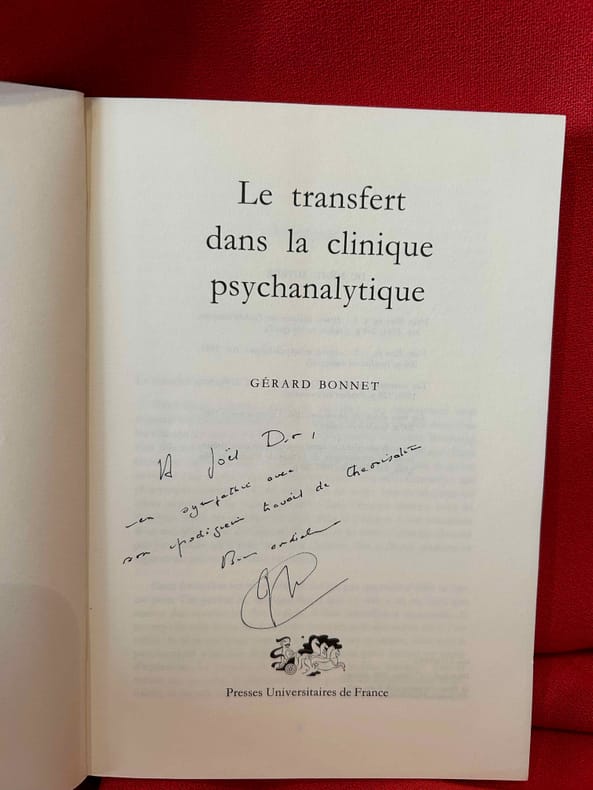 Le transfert
dans la clinique
psychanalytique
GÉRARD BONNET
A Joël Dor,
en sympathie avec
son prodigieux travail de théorisation
Bien cordialement
Presses Universitaires de France